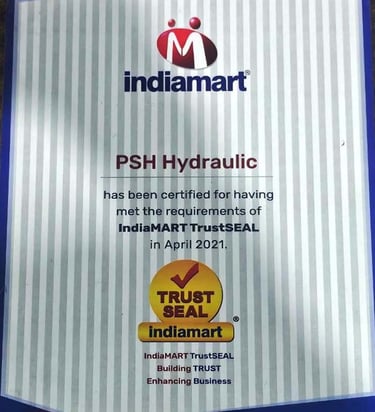 M
indiamart®
PSH Hydraulic
has been certified for having
met the requirements of
IndiaMART TrustSEAL
in April 2021.
TRUST
SEAL
indiamart®
IndiaMART TrustSEAL
Building TRUST
Enhancing Business